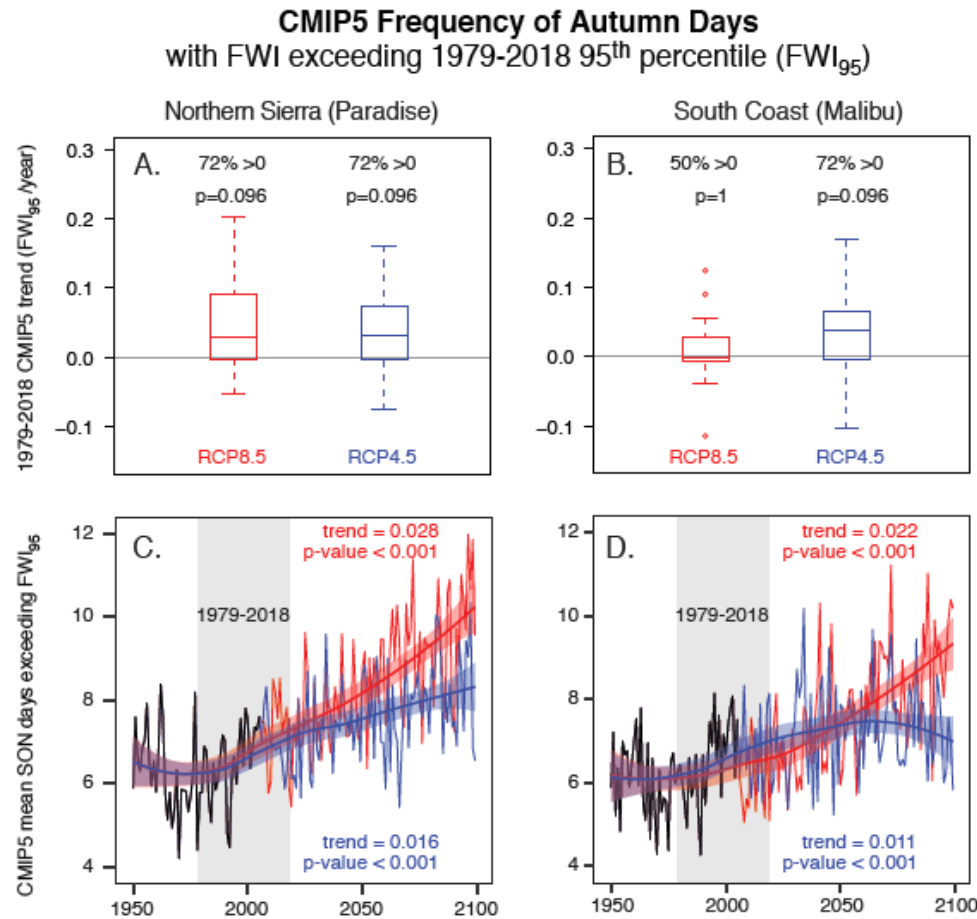 CMIP5 Frequency of Autumn Days
with FWI exceeding 1979-2018 95th percentile (FWI95)
Northern Sierra (Paradise)
South Coast (Malibu)
1979-2018 CMIP5 trend (FWI95/year)
A.
72% >0
72% >0
p=0.096
p=0.096
0.3
0.2
0.1
0.0
−0.1
RCP8.5
RCP4.5
B.
50% >0
72% >0
p=1
p=0.096
0.3
0.2
0.1
0.0
−0.1
RCP8.5
RCP4.5
CMIP5 mean SON days exceeding FWI95
C.
trend = 0.028
p-value < 0.001
1979-2018
trend = 0.016
p-value < 0.001
12
10
8
6
4
1950
2000
2050
2100
D.
trend = 0.022
p-value < 0.001
1979-2018
trend = 0.011
p-value < 0.001
12
10
8
6
4
1950
2000
2050
2100